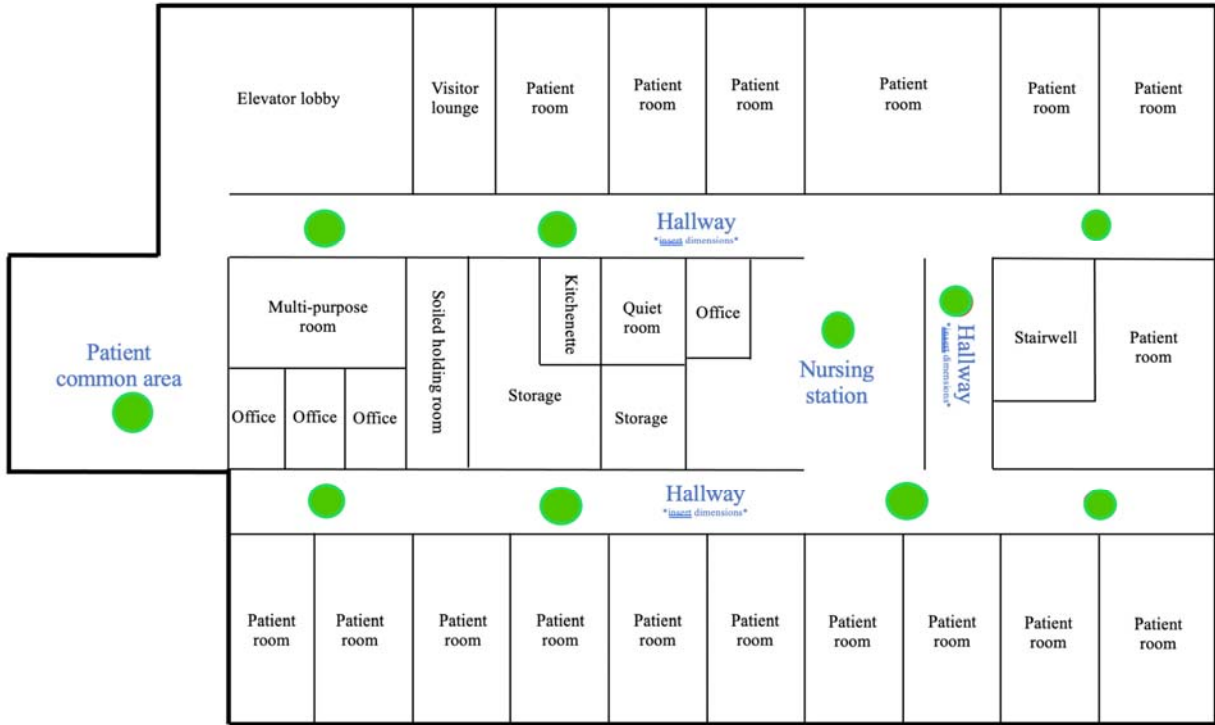 Elevator lobby
Visitor
lounge
Patient
room
Patient
room
Patient
room
Patient
room
Patient
room
Patient
room
Hallway
*insert dimensions*
Multi-purpose
room
Soiled holding room
Kitchenette
Quiet
room
Office
Hallway
*insert dimensions*
Stairwell
Patient
room
Patient
common area
Nursing
station
Office
Office
Office
Storage
Storage
Hallway
*insert dimensions*
Patient
room
Patient
room
Patient
room
Patient
room
Patient
room
Patient
room
Patient
room
Patient
room
Patient
room
Patient
room